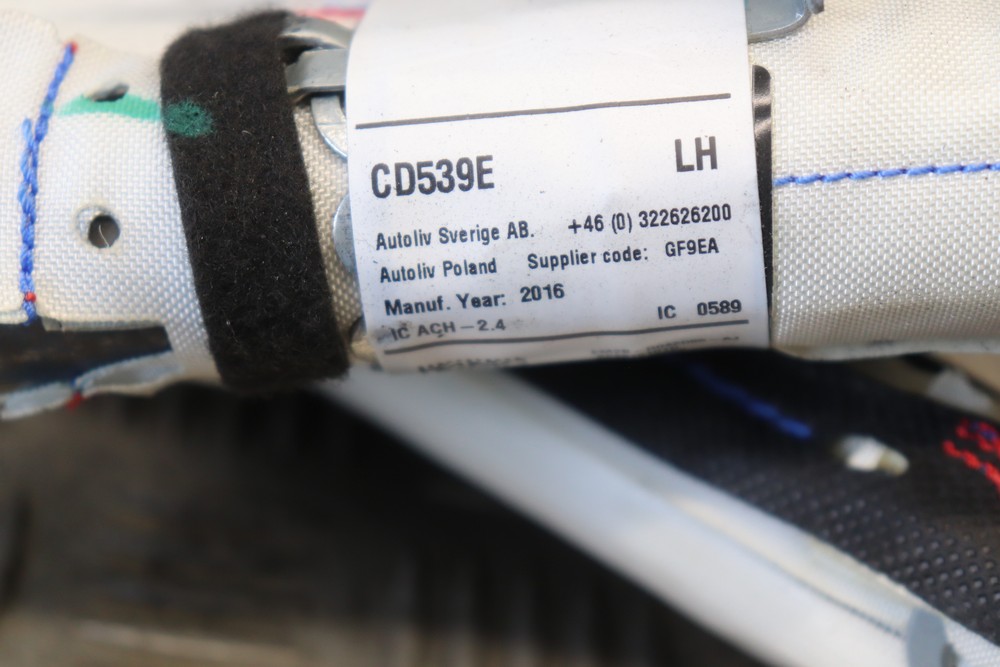 CD539E LH
Autoliv Sverige AB. +46 (0) 322626200
Autoliv Poland Supplier code: GF9EA
Manuf. Year: 2016
IC ACH-2.4 IC 0589